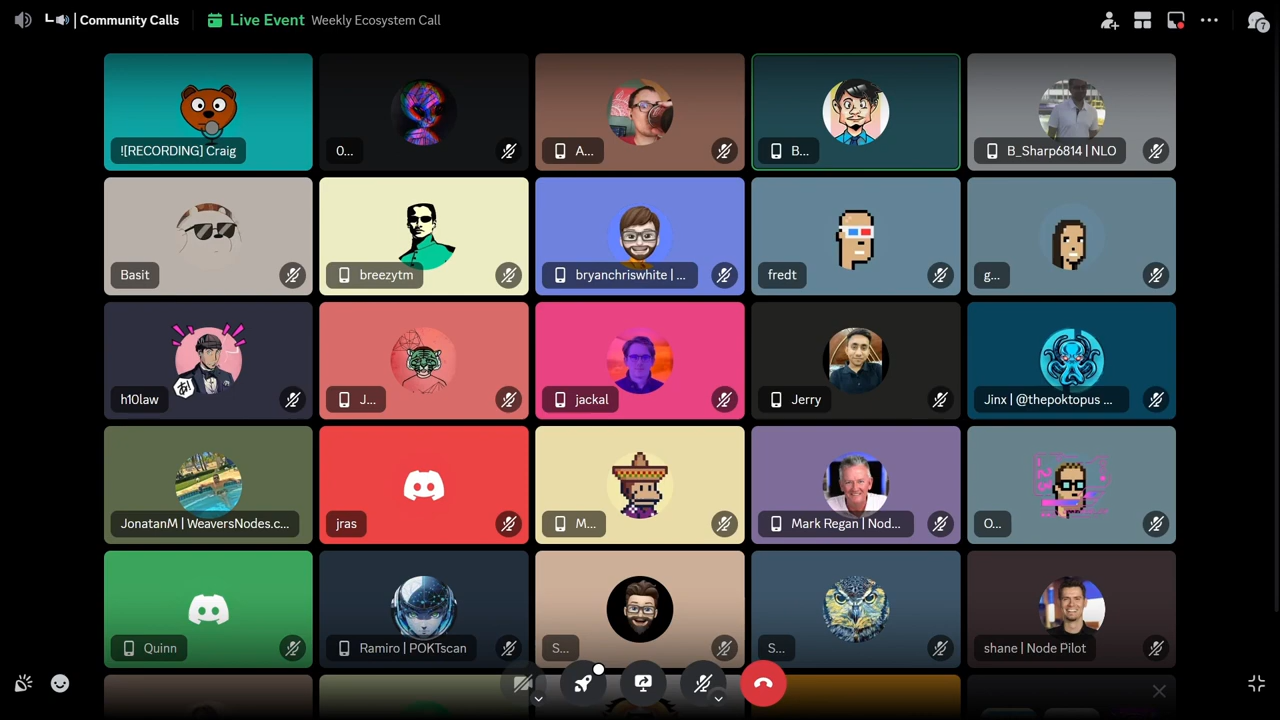 | Community Calls
Live Event Weekly Ecosystem Call
7
![RECORDING] Craig
0...
A...
B...
B_Sharp6814 | NLO
Basit
breezytm
bryanchriswhite | ...
fredt
g...
h10law
J...
jackal
Jerry
Jinx | @thepoktopus ...
JonatanM | WeaversNodes.c...
jras
M...
Mark Regan | Nod...
O...
Quinn
Ramiro | POKTscan
S...
S...
shane | Node Pilot